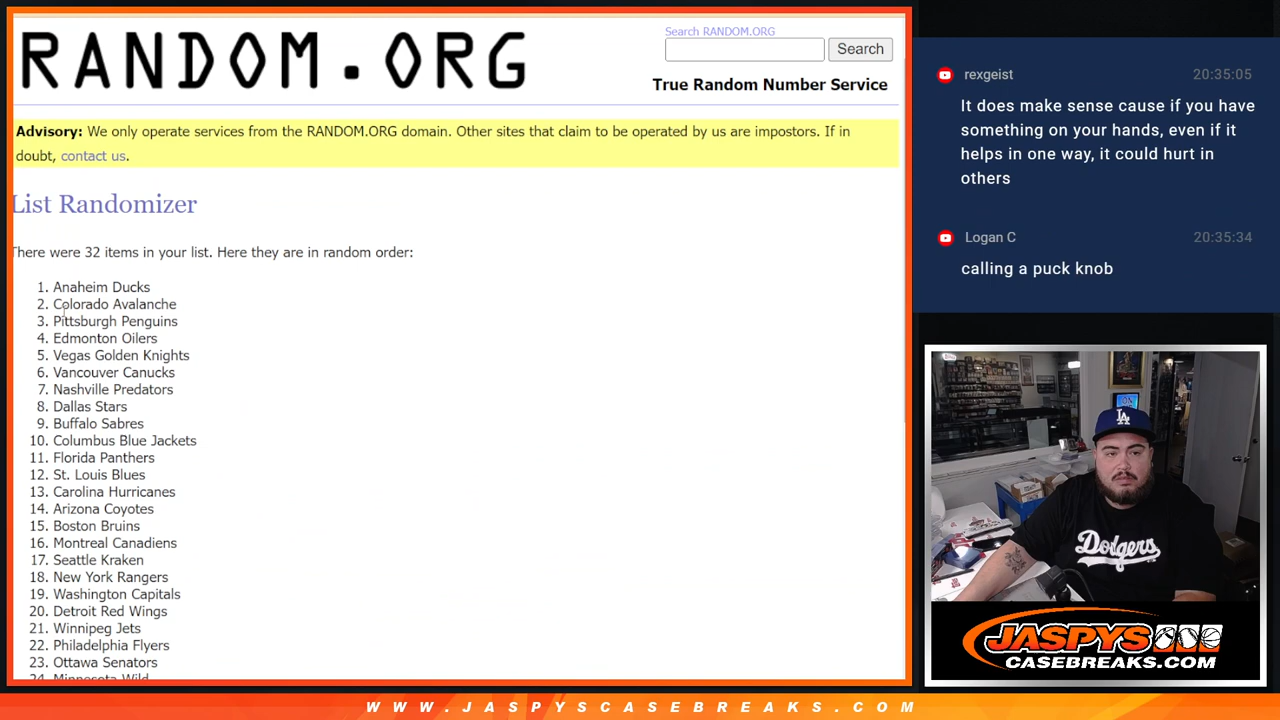 RANDOM.ORG
Search RANDOM.ORG
Search
True Random Number Service
Advisory: We only operate services from the RANDOM.ORG domain. Other sites that claim to be operated by us are impostors. If in
doubt, contact us.
List Randomizer
There were 32 items in your list. Here they are in random order:
1. Anaheim Ducks
2. Colorado Avalanche
3. Pittsburgh Penguins
4. Edmonton Oilers
5. Vegas Golden Knights
6. Vancouver Canucks
7. Nashville Predators
8. Dallas Stars
9. Buffalo Sabres
10. Columbus Blue Jackets
11. Florida Panthers
12. St. Louis Blues
13. Carolina Hurricanes
14. Arizona Coyotes
15. Boston Bruins
16. Montreal Canadiens
17. Seattle Kraken
18. New York Rangers
19. Washington Capitals
20. Detroit Red Wings
21. Winnipeg Jets
22. Philadelphia Flyers
23. Ottawa Senators
24. Minnesota Wild
rexgeist 20:35:05
It does make sense cause if you have
something on your hands, even if it
helps in one way, it could hurt in
others
Logan C 20:35:34
calling a puck knob
LA
Dodgers
JASPYS
CASEBREAKS.COM
WWW.JASPYSCASEBREAKS.COM